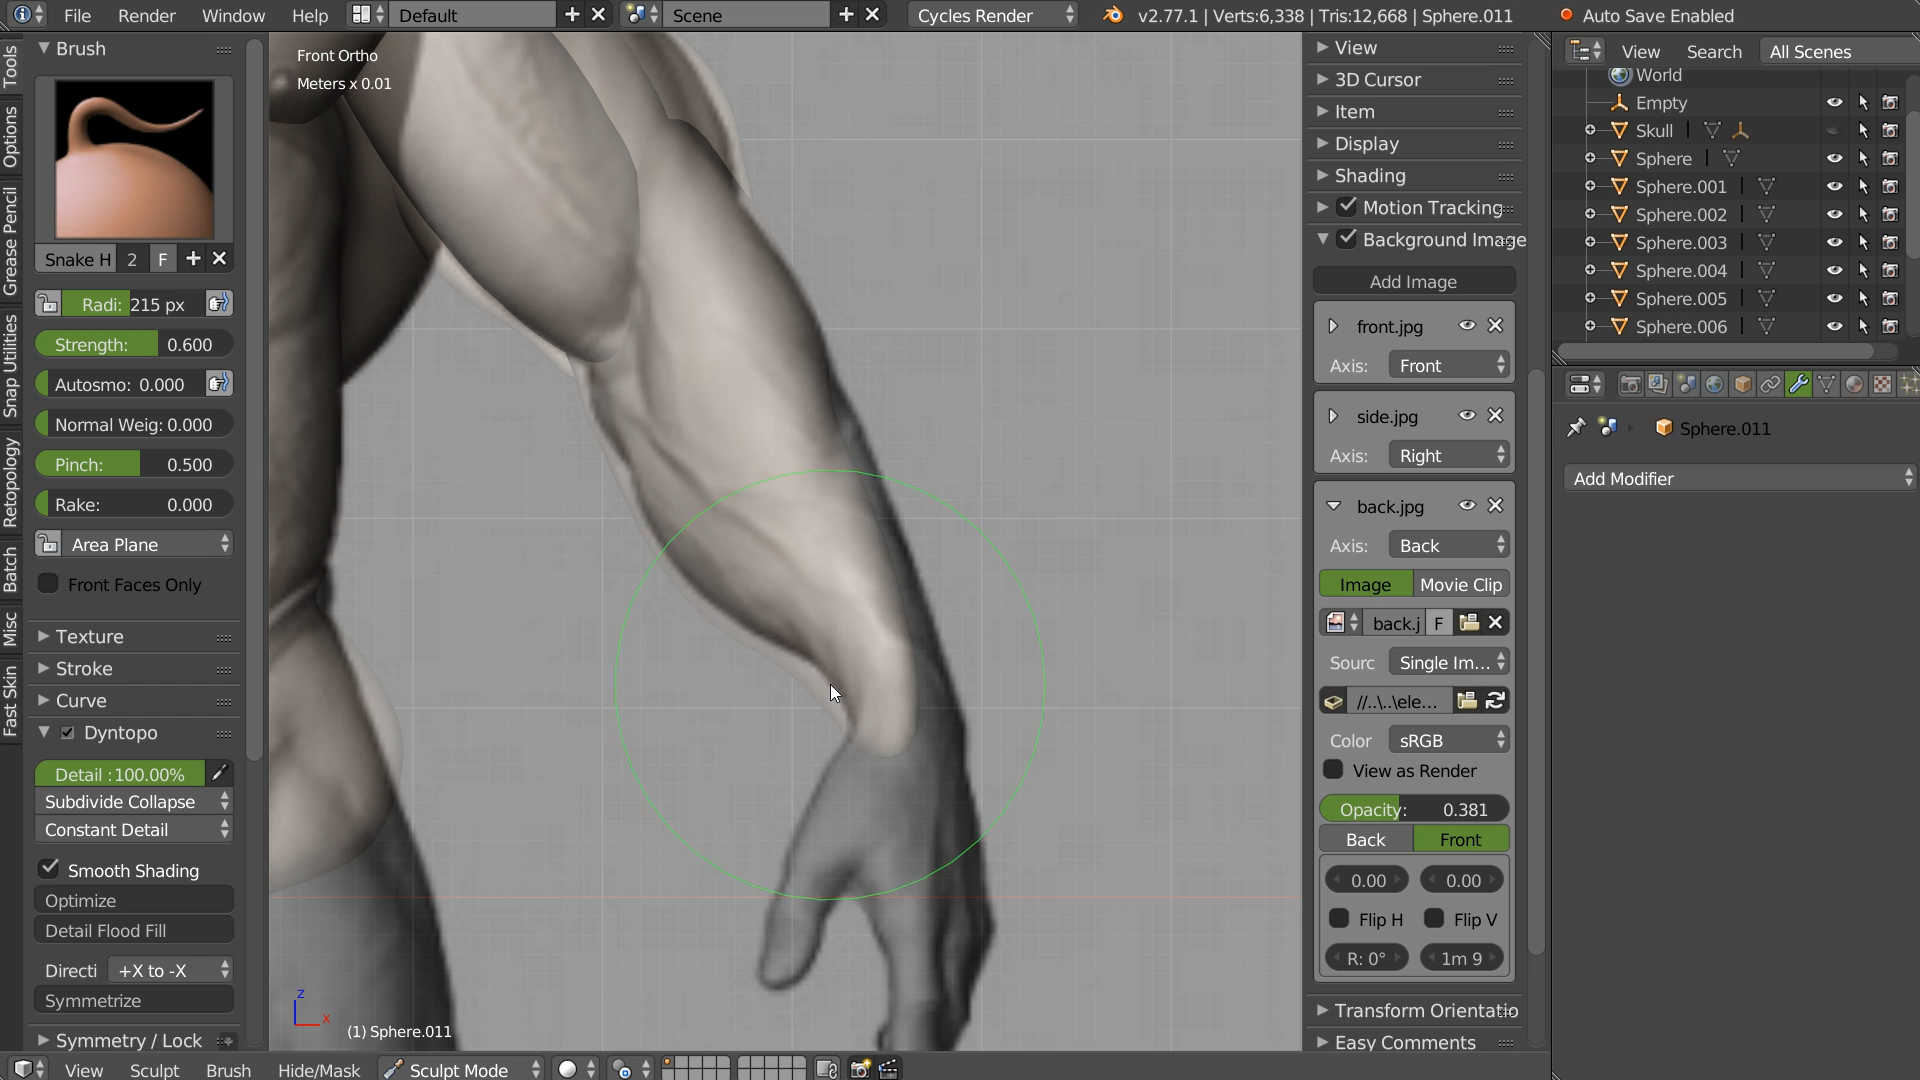 File Render Window Help Default Scene Cycles Render v2.77.1 | Verts:6,338 | Tris:12,668 | Sphere.011 Auto Save Enabled
Tools
Options
Grease Pencil
Snap Utilities
Retopology
Batch
Misc
Fast Skin
Brush
Snake H 2 F
Radi: 215 px
Strength: 0.600
Autosmo: 0.000
Normal Weig: 0.000
Pinch: 0.500
Rake: 0.000
Area Plane
Front Faces Only
Texture
Stroke
Curve
Dyntopo
Detail :100.00%
Subdivide Collapse
Constant Detail
Smooth Shading
Optimize
Detail Flood Fill
Directi +X to -X
Symmetrize
Symmetry / Lock
Front Ortho
Meters x 0.01
z
x
(1) Sphere.011
View Sculpt Brush Hide/Mask Sculpt Mode
View
3D Cursor
Item
Display
Shading
Motion Tracking
Background Image
Add Image
front.jpg
Axis: Front
side.jpg
Axis: Right
back.jpg
Axis: Back
Image Movie Clip
back.j F
Sourc Single Im...
//..\..\ele...
Color sRGB
View as Render
Opacity: 0.381
Back Front
0.00 0.00
Flip H Flip V
R: 0° 1m 9
Transform Orientatio
Easy Comments
View Search All Scenes
World
Empty
Skull
Sphere
Sphere.001
Sphere.002
Sphere.003
Sphere.004
Sphere.005
Sphere.006
Sphere.011
Add Modifier